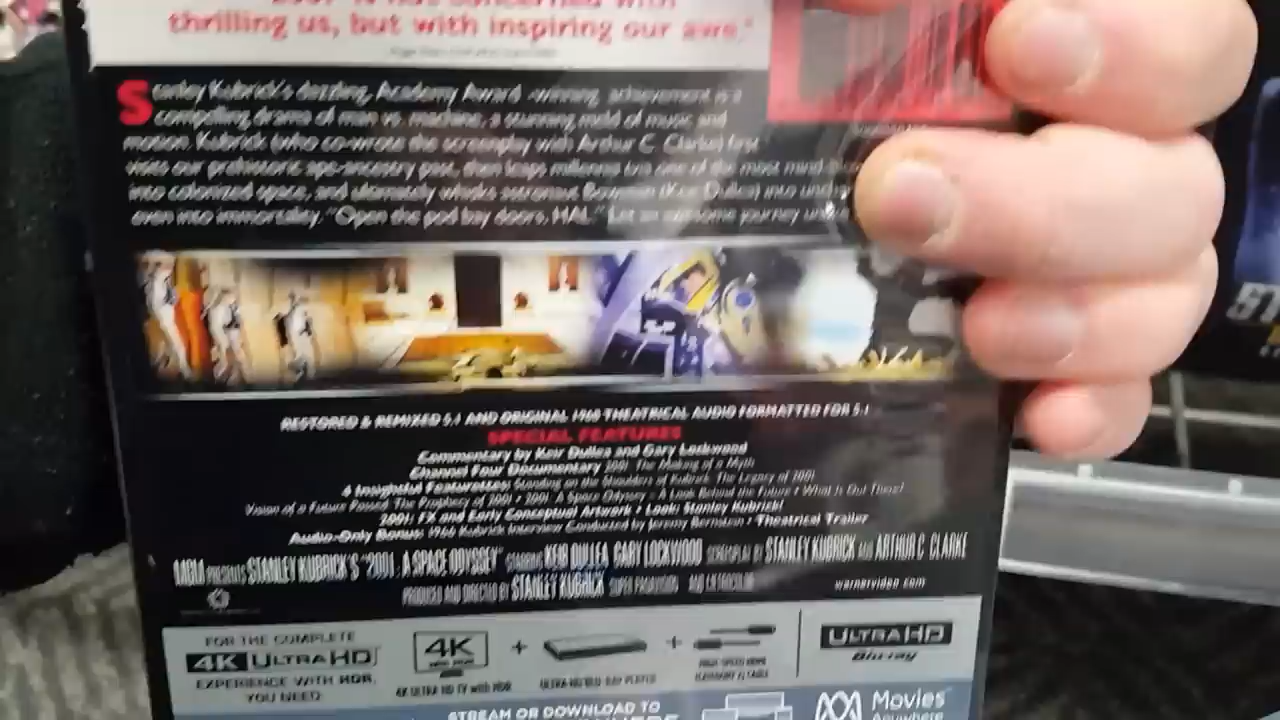 thrilling us, but with inspiring our awe."
Stanley Kubrick's dazzling, Academy Award -winning, achievement is a
compelling drama of man vs. machine, a stunning meld of music and
motion. Kubrick (who co-wrote the screenplay with Arthur C. Clarke) first
visits our prehistoric ape-ancestry past, then leaps millennia
into colonized space, and ultimately whisks astronaut Bowman (Keir Dullea) into
even into immortality. "Open the pod bay doors, HAL." Let an awesome journey
RESTORED & REMIXED 5.1 AND ORIGINAL 1968 THEATRICAL AUDIO FORMATTED FOR 5.1
SPECIAL FEATURES
Commentary by Keir Dullea and Gary Lockwood
Channel Four Documentary 2001: The Making of a Myth
4 Insightful Featurettes: Standing on the Shoulders of Kubrick: The Legacy of 2001
Vision of a Future Passed: The Prophecy of 2001 • 2001: A Space Odyssey - A Look Behind the Future • What Is Out There?
2001: FX and Early Conceptual Artwork • Look: Stanley Kubrick!
Audio-Only Bonus: 1966 Kubrick Interview Conducted by Jeremy Bernstein • Theatrical Trailer
MGM PRESENTS STANLEY KUBRICK'S "2001: A SPACE ODYSSEY" STARRING KEIR DULLEA GARY LOCKWOOD SCREENPLAY BY STANLEY KUBRICK AND ARTHUR C. CLARKE
PRODUCED AND DIRECTED BY STANLEY KUBRICK SUPER PANAVISION
warnervideo.com
FOR THE COMPLETE
4K ULTRA HD
EXPERIENCE WITH HDR,
YOU NEED:
4K
4K ULTRA HD TV WITH HDR
+
ULTRA HD BLU-RAY PLAYER
+
HIGH SPEED HDMI
ULTRA HD
Blu-ray
STREAM OR DOWNLOAD TO
Movies
Anywhere